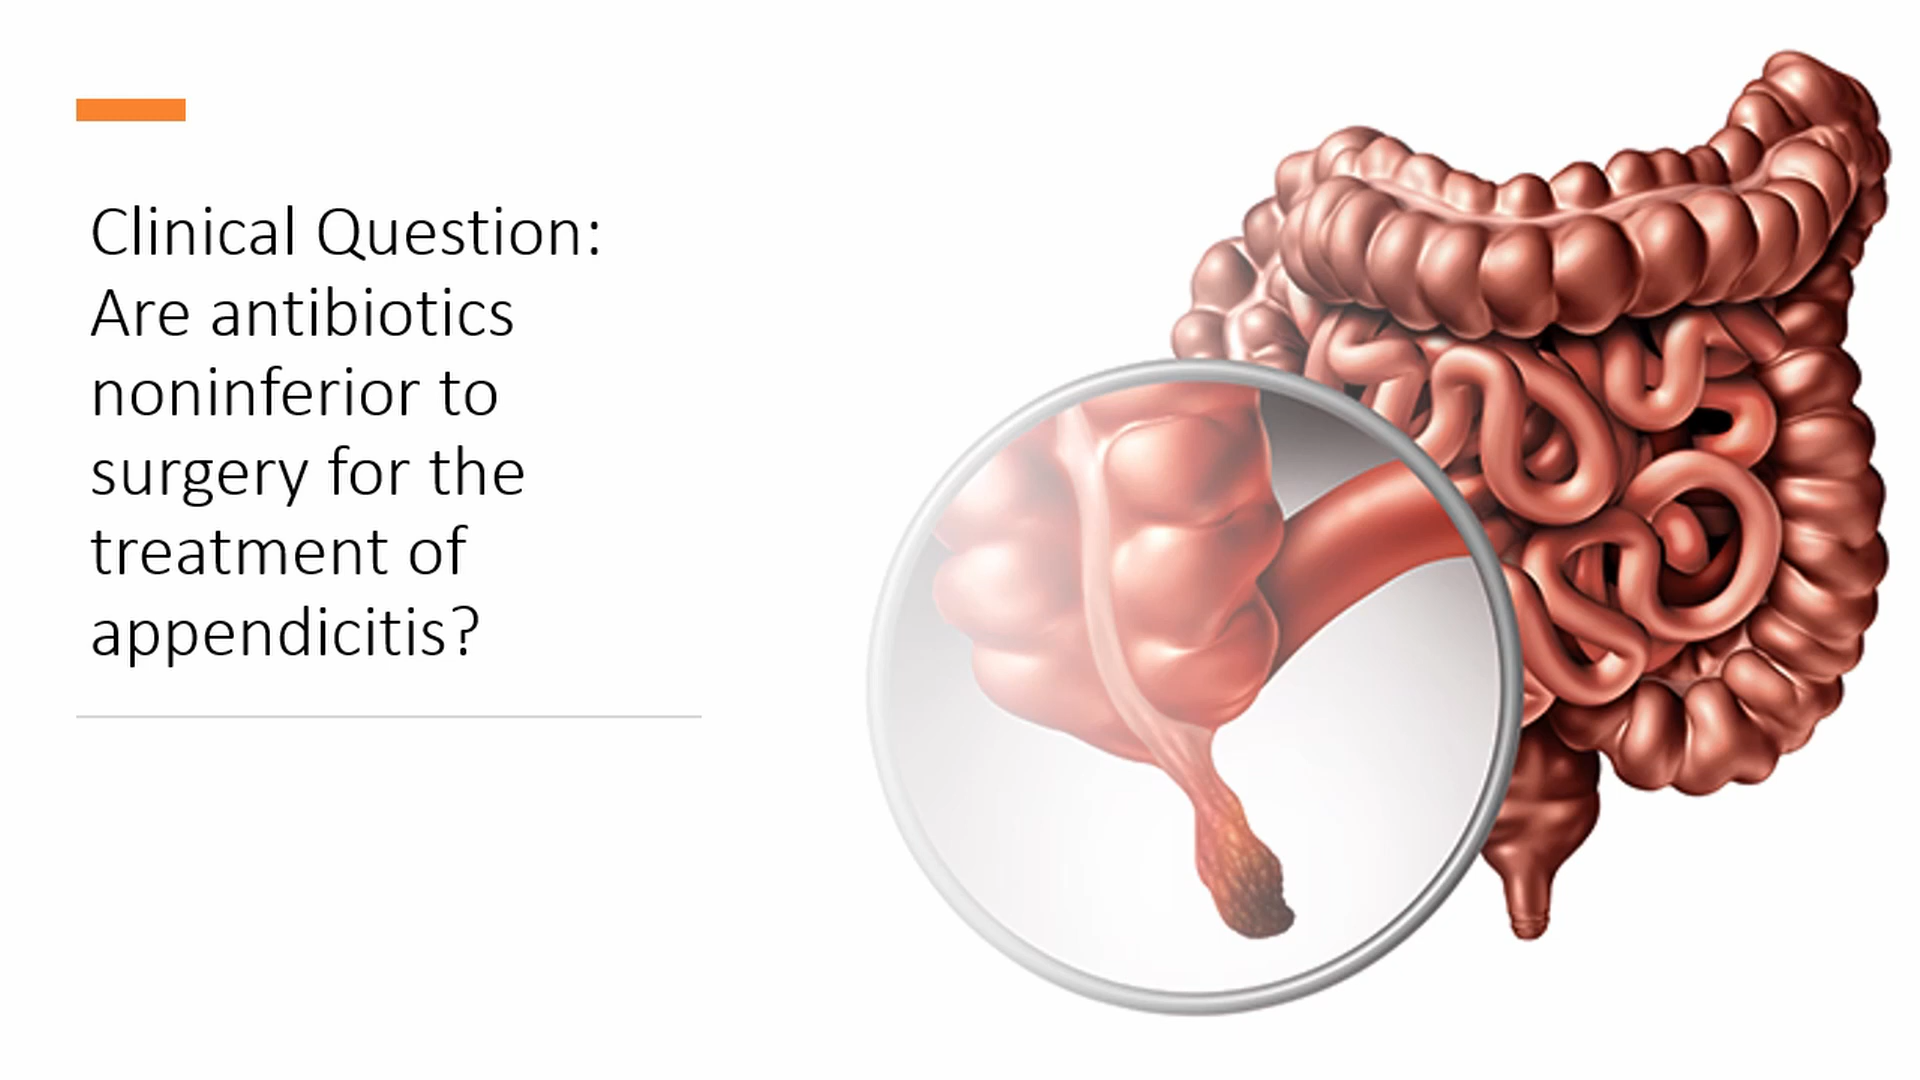 Clinical Question:
Are antibiotics
noninferior to
surgery for the
treatment of
appendicitis?